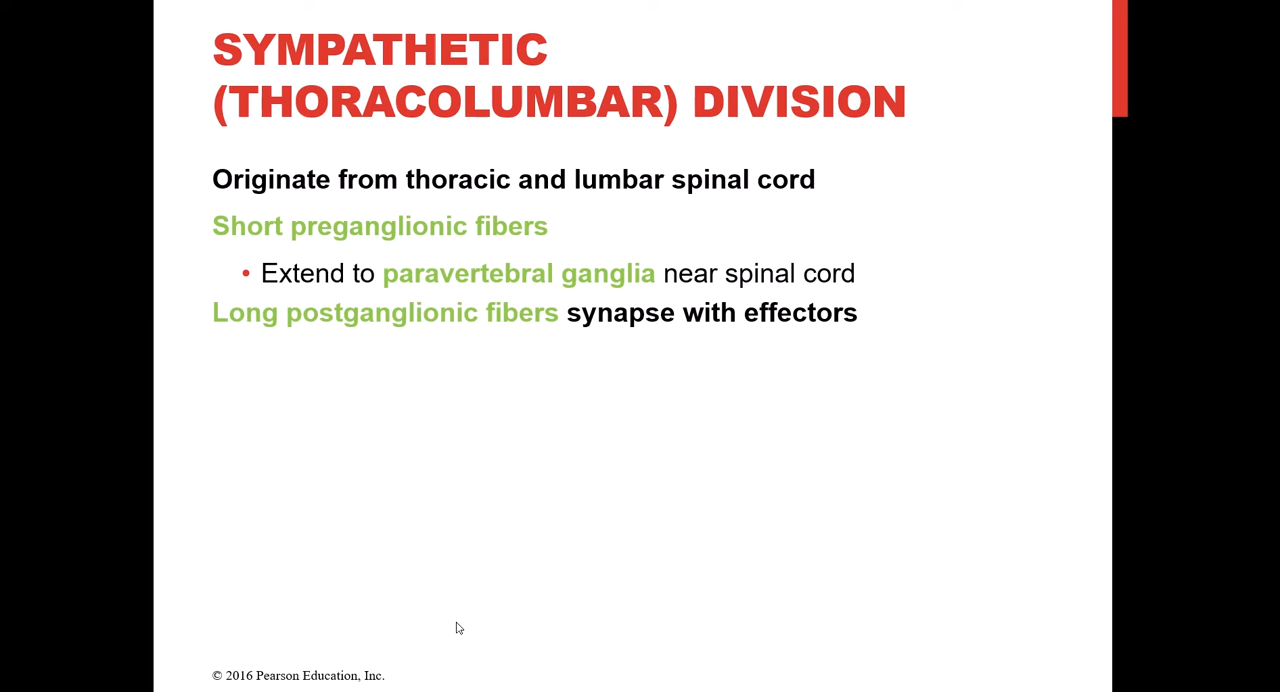 SYMPATHETIC
(THORACOLUMBAR) DIVISION
Originate from thoracic and lumbar spinal cord
Short preganglionic fibers
• Extend to paravertebral ganglia near spinal cord
Long postganglionic fibers synapse with effectors
© 2016 Pearson Education, Inc.